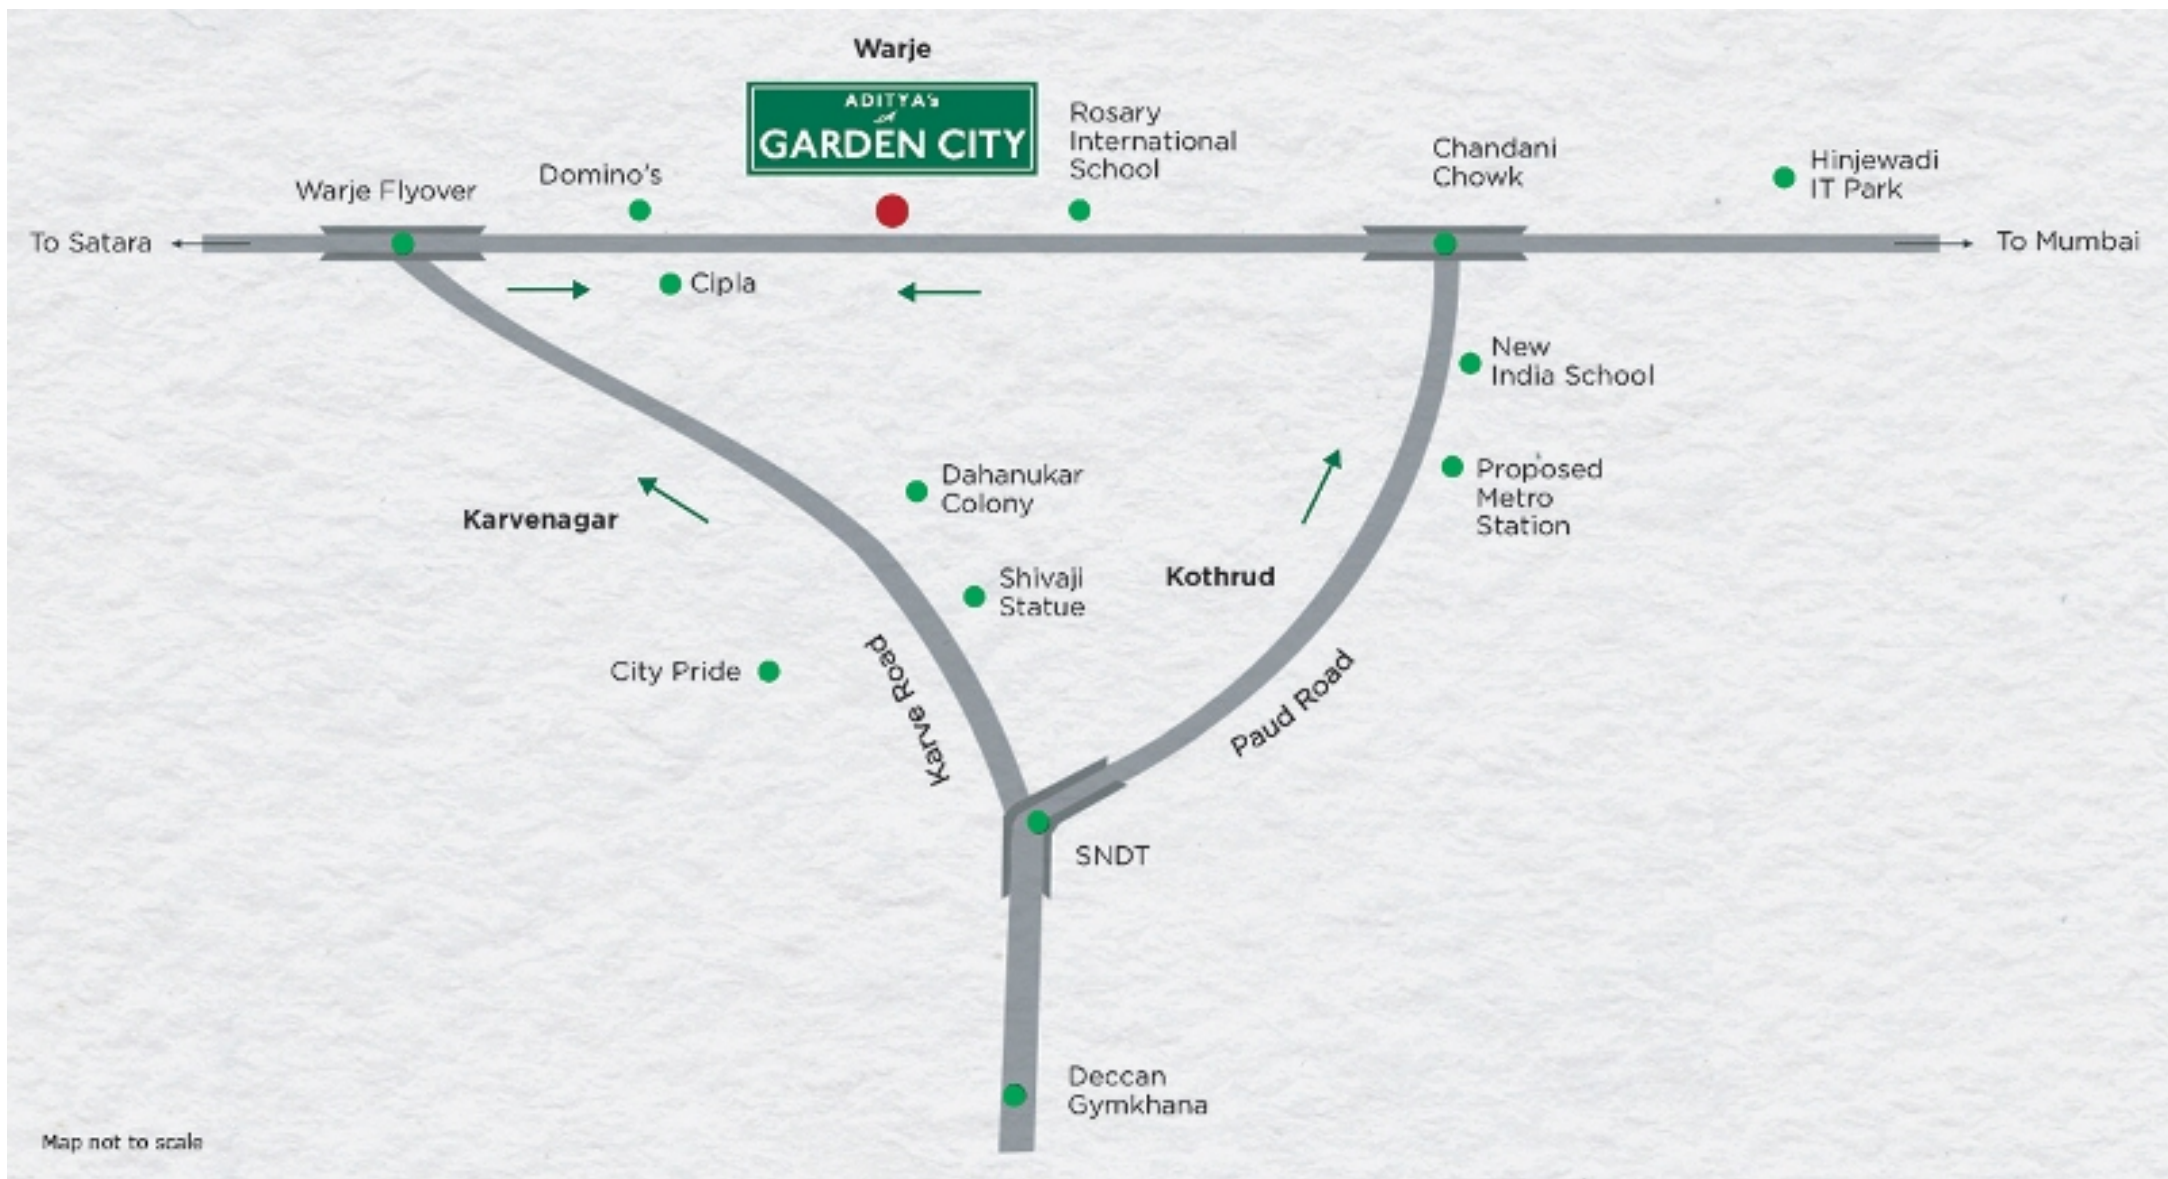 Warje
ADITYA's
GARDEN CITY
Rosary
International
School
Chandani
Chowk
Hinjewadi
IT Park
Domino's
Warje Flyover
To Satara
To Mumbai
Cipla
New
India School
Dahanukar
Colony
Proposed
Metro
Station
Karvenagar
Kothrud
Shivaji
Statue
City Pride
Karve Road
Paud Road
SNDT
Deccan
Gymkhana
Map not to scale